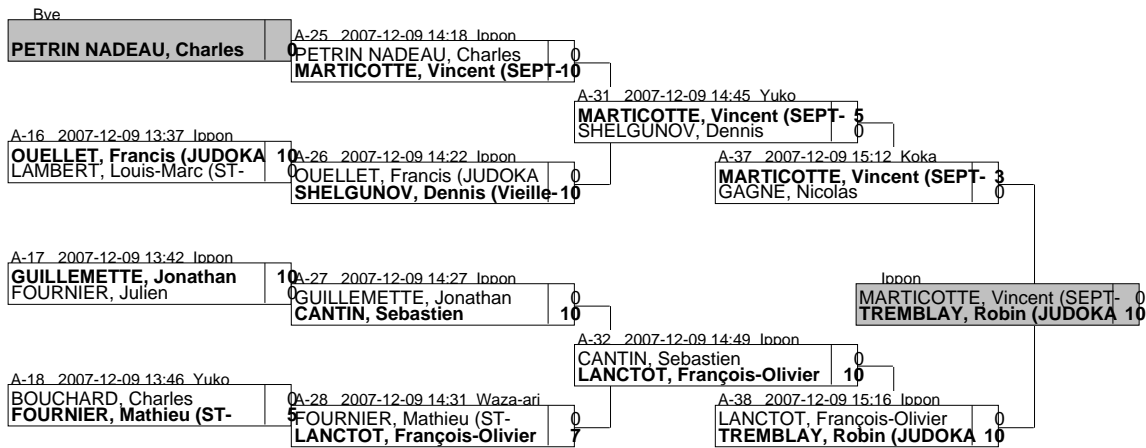 Bye
PETRIN NADEAU, Charles 0
A-16 2007-12-09 13:37 Ippon
OUELLET, Francis (JUDOKA 10
LAMBERT, Louis-Marc (ST- 0
A-17 2007-12-09 13:42 Ippon
GUILLEMETTE, Jonathan 10
FOURNIER, Julien 0
A-18 2007-12-09 13:46 Yuko
BOUCHARD, Charles 0
FOURNIER, Mathieu (ST- 5
A-25 2007-12-09 14:18 Ippon
PETRIN NADEAU, Charles 0
MARTICOTTE, Vincent (SEPT- 10
A-26 2007-12-09 14:22 Ippon
OUELLET, Francis (JUDOKA 0
SHELGUNOV, Dennis (Vieille- 10
A-27 2007-12-09 14:27 Ippon
GUILLEMETTE, Jonathan 0
CANTIN, Sebastien 10
A-28 2007-12-09 14:31 Waza-ari
FOURNIER, Mathieu (ST- 0
LANCTOT, François-Olivier 7
A-31 2007-12-09 14:45 Yuko
MARTICOTTE, Vincent (SEPT- 5
SHELGUNOV, Dennis 0
A-32 2007-12-09 14:49 Ippon
CANTIN, Sebastien 0
LANCTOT, François-Olivier 10
A-37 2007-12-09 15:12 Koka
MARTICOTTE, Vincent (SEPT- 3
GAGNE, Nicolas 0
A-38 2007-12-09 15:16 Ippon
LANCTOT, François-Olivier 0
TREMBLAY, Robin (JUDOKA 10
Ippon
MARTICOTTE, Vincent (SEPT- 0
TREMBLAY, Robin (JUDOKA 10